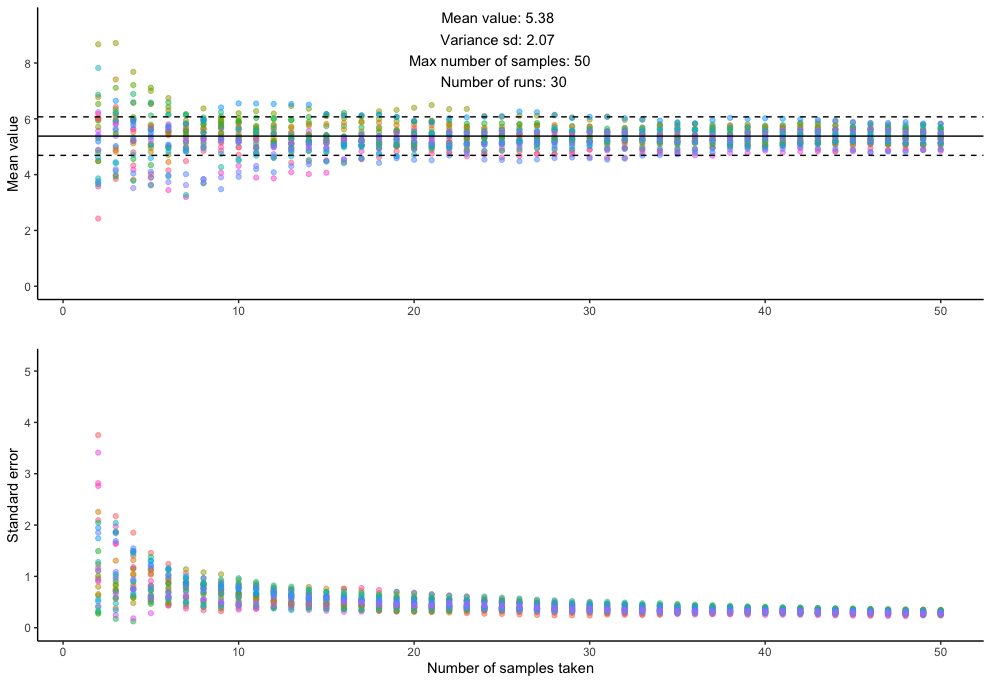 Mean value: 5.38
Variance sd: 2.07
Max number of samples: 50
Number of runs: 30
Mean value
8
6
4
2
0
0 10 20 30 40 50
Standard error
5
4
3
2
1
0
0 10 20 30 40 50
Number of samples taken